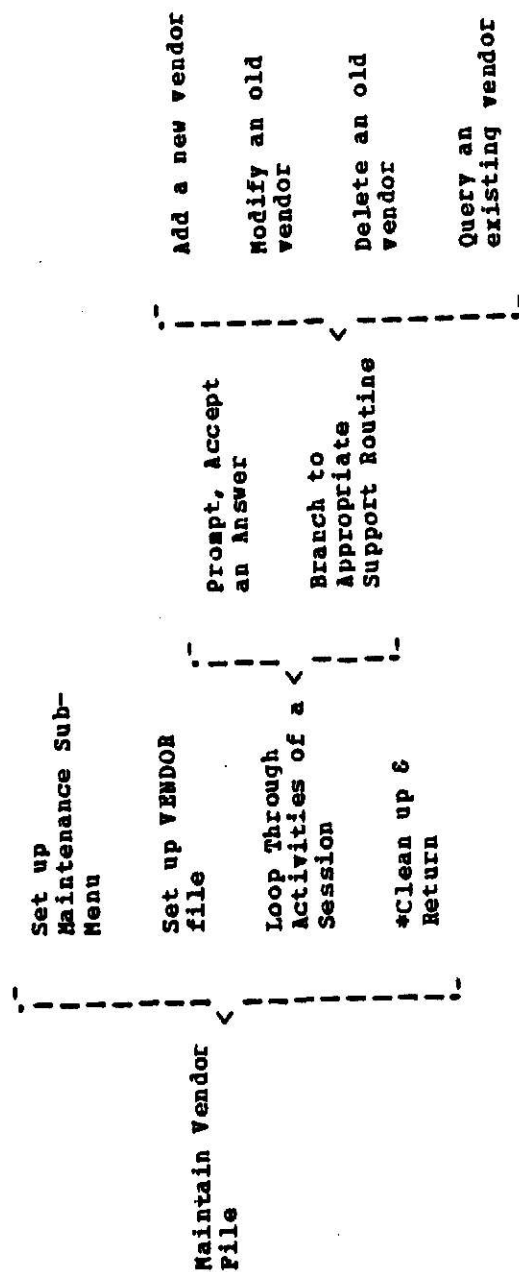 Maintain Vendor
File
Set up
Maintenance Sub-
Menu
Set up VENDOR
file
Loop Through
Activities of a
Session
*Clean up &
Return
Prompt, Accept
an Answer
Branch to
Appropriate
Support Routine
Add a new vendor
Modify an old
vendor
Delete an old
vendor
Query an
existing vendor